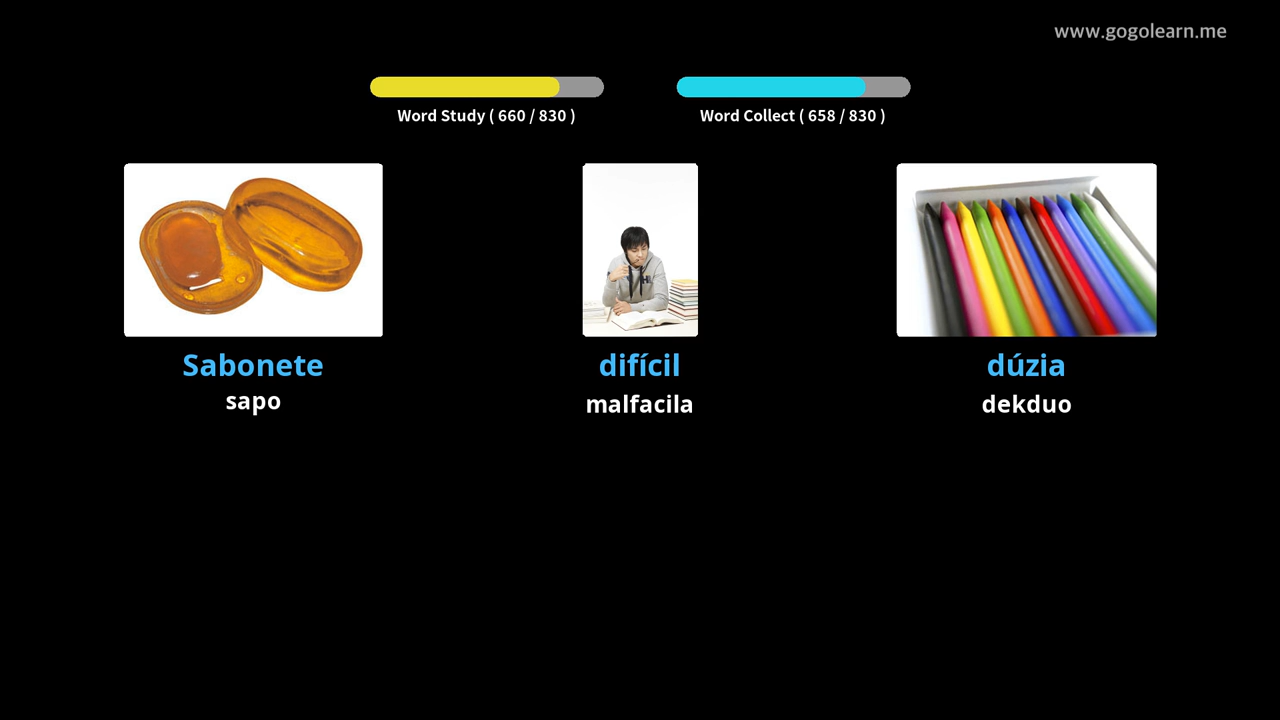 www.gogolearn.me
Word Study ( 660 / 830 )
Word Collect ( 658 / 830 )
Sabonete
sapo
difícil
malfacila
dúzia
dekduo